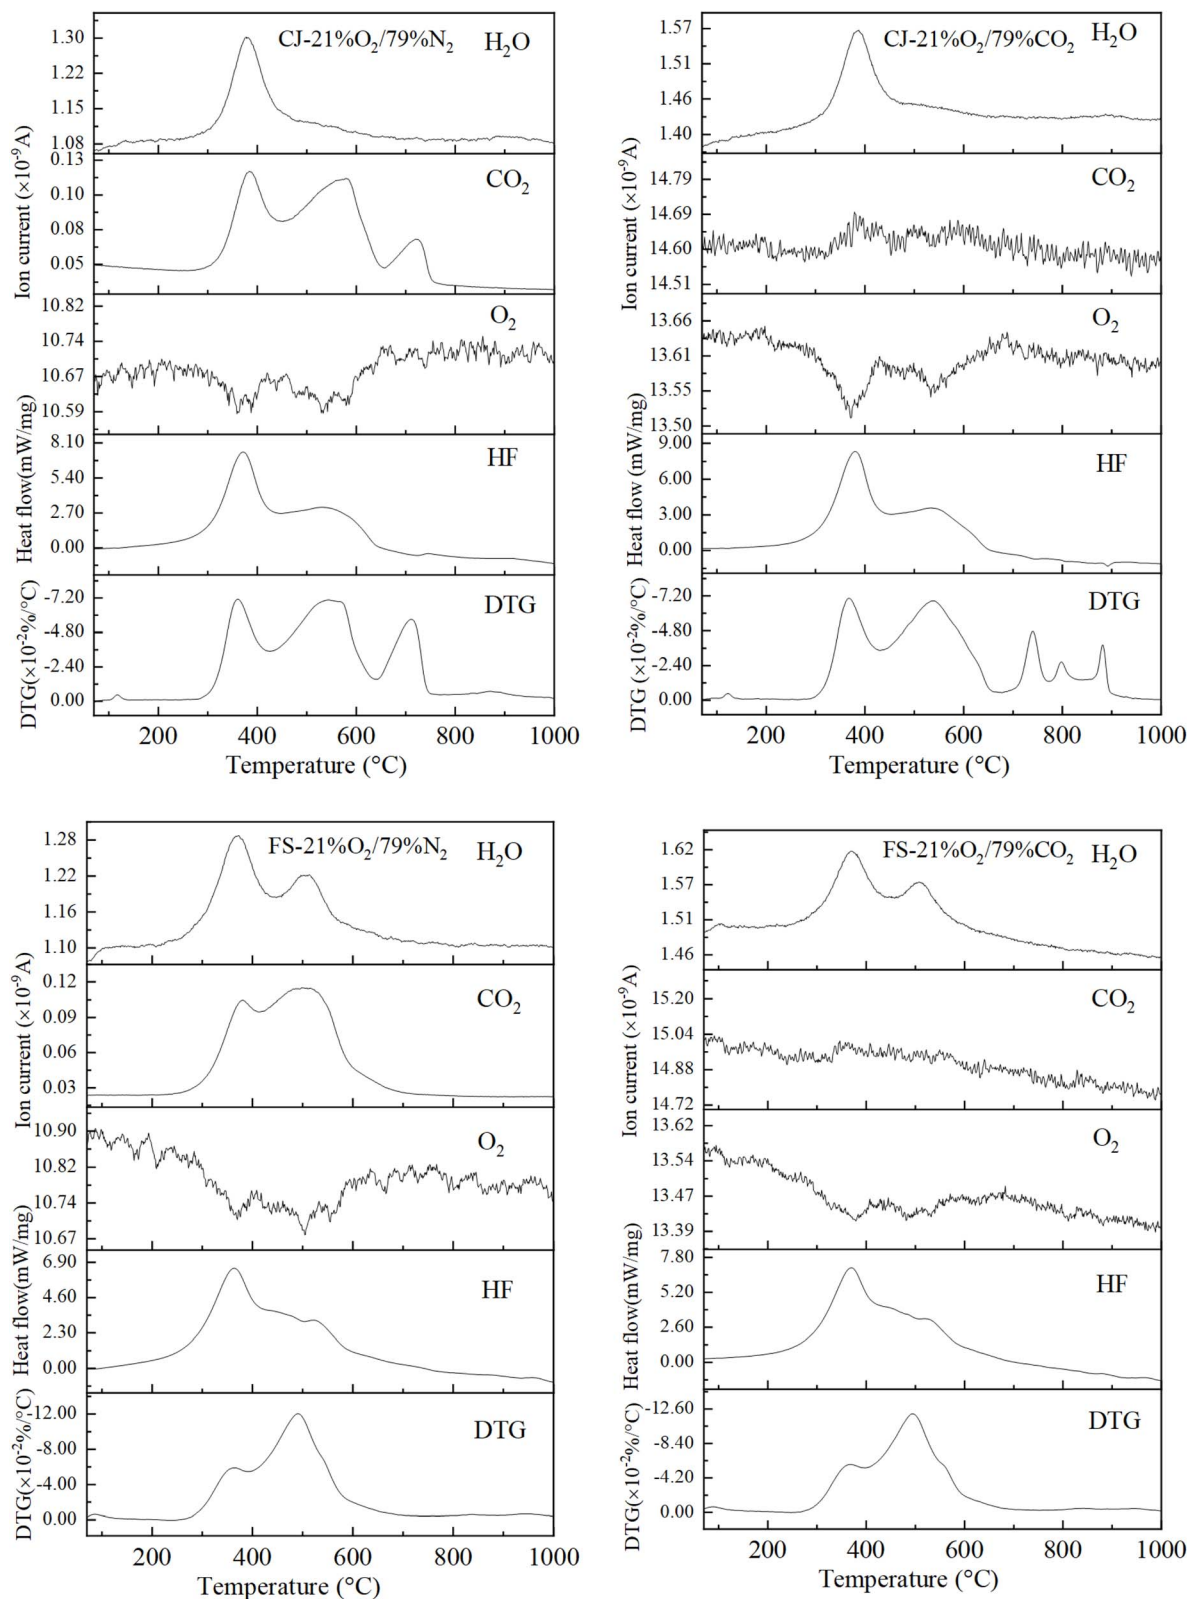 CJ-21%O₂/79%N₂
H₂O
1.30
1.22
1.15
1.08
CO₂
0.13
0.10
0.08
0.05
Ion current (×10⁻⁹A)
O₂
10.82
10.74
10.67
10.59
HF
8.10
5.40
2.70
0.00
Heat flow(mW/mg)
DTG
-7.20
-4.80
-2.40
0.00
DTG(×10⁻²%/°C)
200 400 600 800 1000
Temperature (°C)
CJ-21%O₂/79%CO₂
H₂O
1.57
1.51
1.46
1.40
CO₂
14.79
14.69
14.60
14.51
Ion current (×10⁻⁹A)
O₂
13.66
13.61
13.55
13.50
HF
9.00
6.00
3.00
0.00
Heat flow (mW/mg)
DTG
-7.20
-4.80
-2.40
0.00
DTG (×10⁻²%/°C)
200 400 600 800 1000
Temperature (°C)
FS-21%O₂/79%N₂
H₂O
1.28
1.22
1.16
1.10
CO₂
0.12
0.09
0.06
0.03
Ion current (×10⁻⁹A)
O₂
10.90
10.82
10.74
10.67
HF
6.90
4.60
2.30
0.00
Heat flow(mW/mg)
DTG
-12.00
-8.00
-4.00
0.00
DTG(×10⁻²%/°C)
200 400 600 800 1000
Temperature (°C)
FS-21%O₂/79%CO₂
H₂O
1.62
1.57
1.51
1.46
CO₂
15.20
15.04
14.88
14.72
Ion current (×10⁻⁹A)
O₂
13.62
13.54
13.47
13.39
HF
7.80
5.20
2.60
0.00
Heat flow(mW/mg)
DTG
-12.60
-8.40
-4.20
0.00
DTG(×10⁻²%/°C)
200 400 600 800 1000
Temperature (°C)